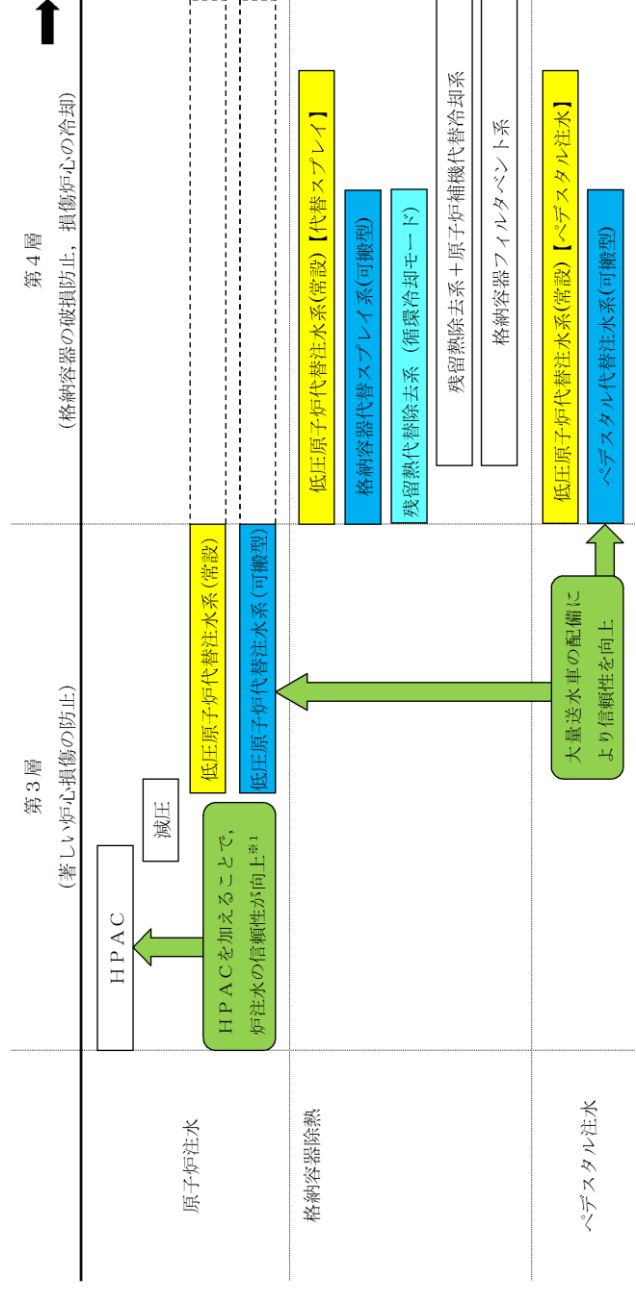 第３層
(著しい炉心損傷の防止)
第４層
(格納容器の破損防止，損傷炉心の冷却)
原子炉注水
ＨＰＡＣ
減圧
低圧原子炉代替注水系(常設)
低圧原子炉代替注水系(可搬型)
ＨＰＡＣを加えることで，
炉注水の信頼性が向上※1
格納容器除熱
低圧原子炉代替注水系(常設)【代替スプレイ】
格納容器代替スプレイ系(可搬型)
残留熱代替除去系（循環冷却モード）
残留熱除去系＋原子炉補機代替冷却系
格納容器フィルタベント系
ペデスタル注水
低圧原子炉代替注水系(常設)【ペデスタル注水】
ペデスタル代替注水系(可搬型)
大量送水車の配備に
より信頼性を向上